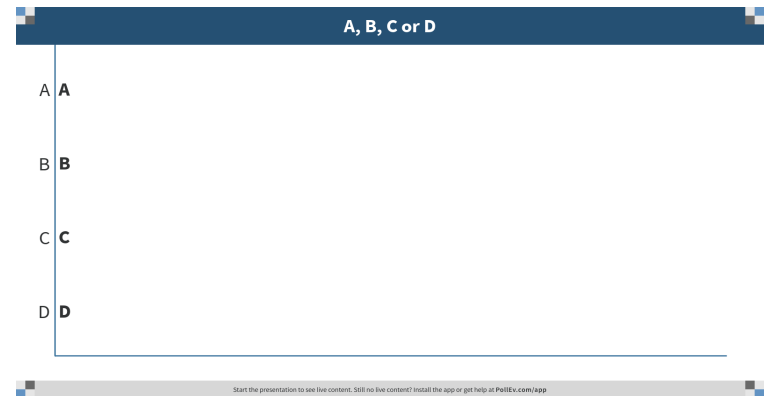 A, B, C or D
A A
B B
C C
D D
Start the presentation to see live content. Still no live content? Install the app or get help at PollEv.com/app